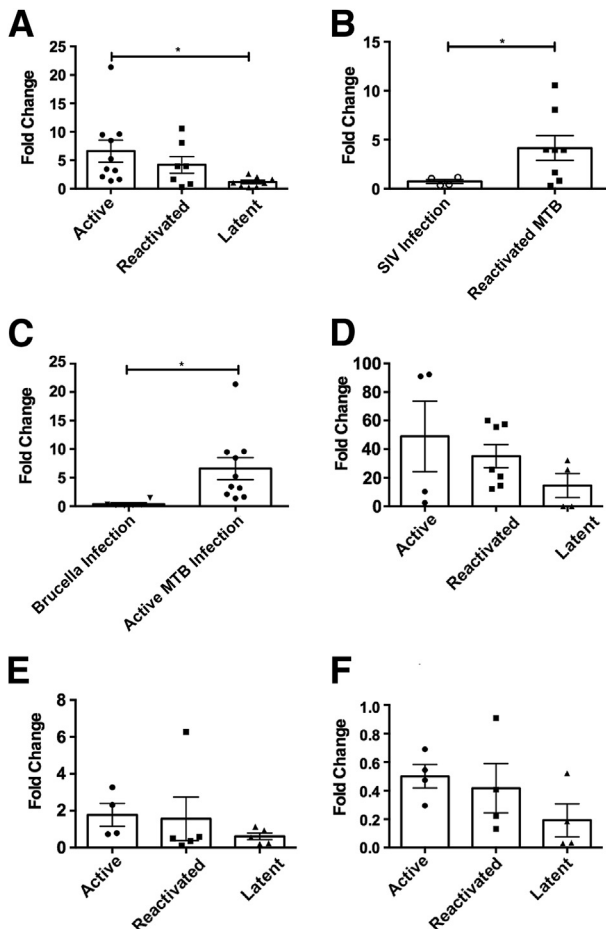 A
Fold Change
25
20
15
10
5
0
*
Active
Reactivated
Latent
B
Fold Change
15
10
5
0
*
SIV Infection
Reactivated MTB
C
Fold Change
25
20
15
10
5
0
*
Brucella Infection
Active MTB Infection
D
Fold Change
100
80
60
40
20
0
Active
Reactivated
Latent
E
Fold Change
8
6
4
2
0
Active
Reactivated
Latent
F
Fold Change
1.0
0.8
0.6
0.4
0.2
0.0
Active
Reactivated
Latent